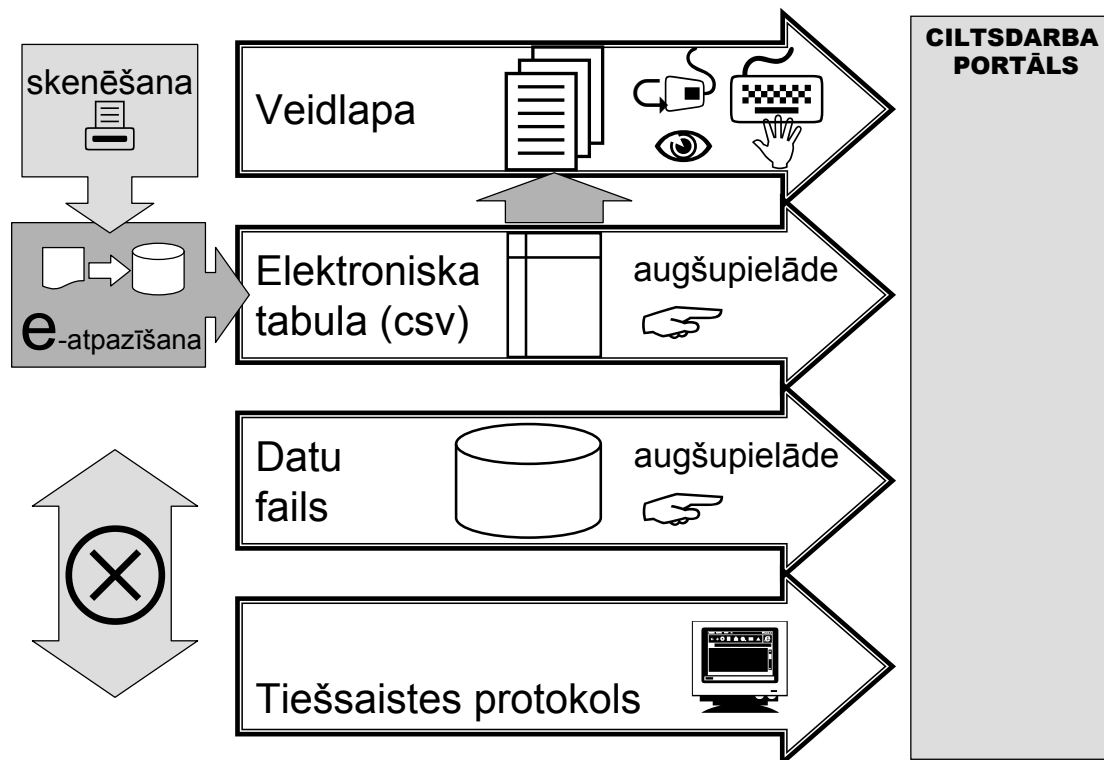 skenēšana
e-atpazīšana
Veidlapa
Elektroniska
tabula (csv)
augšupielāde
Datu
fails
augšupielāde
Tiešsaistes protokols
CILTSDARBA
PORTĀLS